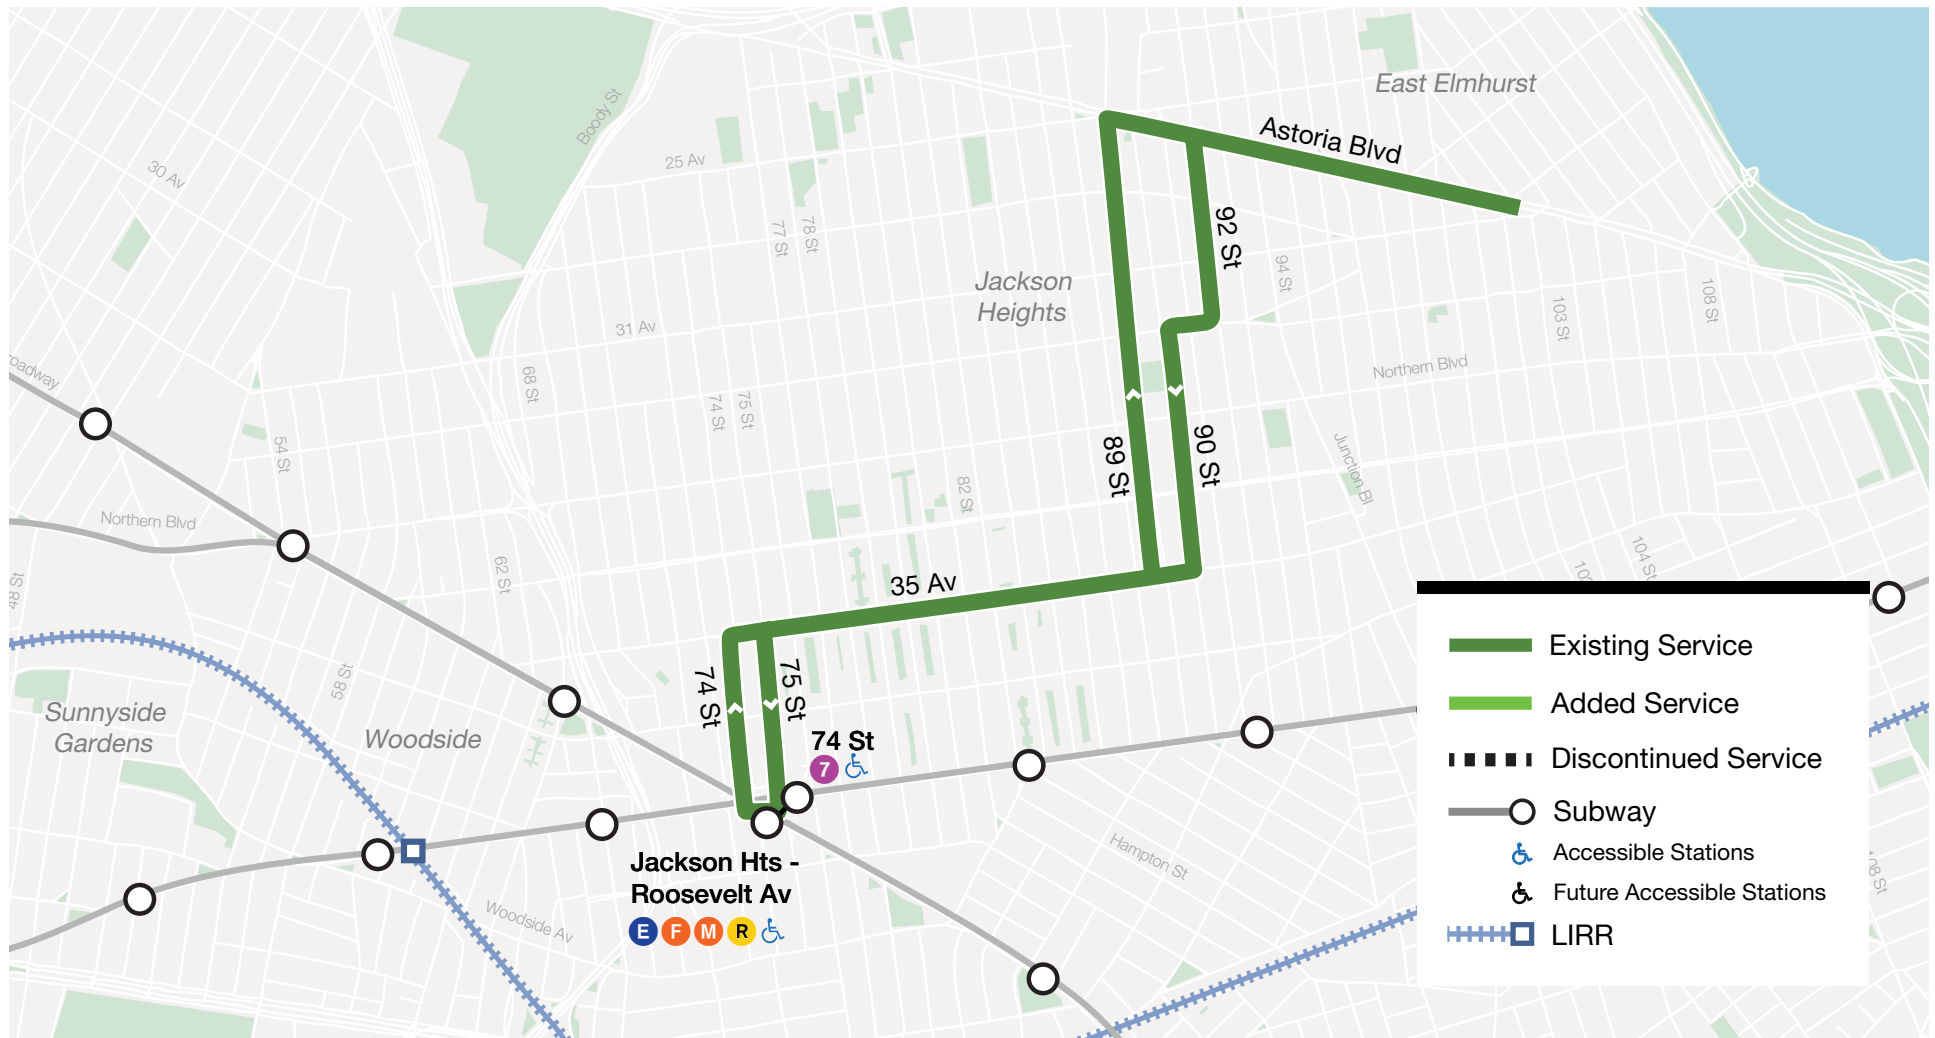 East Elmhurst
Astoria Blvd
Boody St
25 Av
30 Av
77 St
78 St
92 St
94 St
Jackson
Heights
108 St
103 St
31 Av
Northern Blvd
68 St
74 St
75 St
89 St
90 St
Junction Bl
54 St
82 St
Northern Blvd
62 St
104 St
48 St
35 Av
58 St
74 St
75 St
Sunnyside
Gardens
Woodside
74 St
7
Jackson Hts -
Roosevelt Av
E F M R
Hampton St
Woodside Av
108 St
Existing Service
Added Service
Discontinued Service
Subway
Accessible Stations
Future Accessible Stations
LIRR